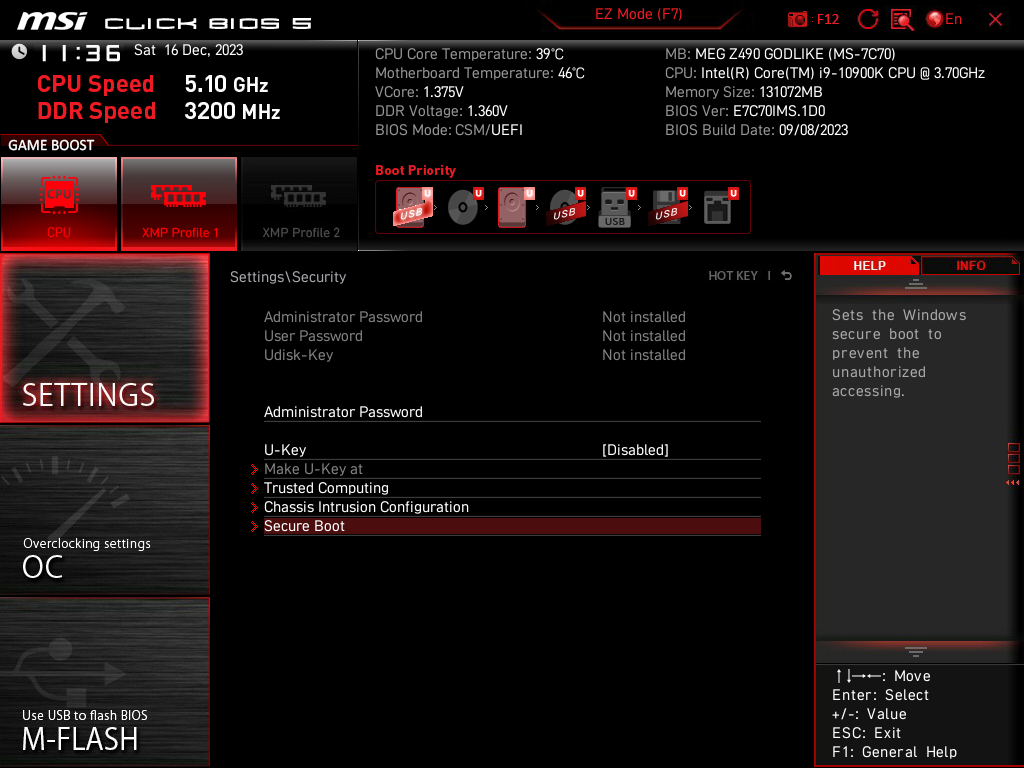 msi CLICK BIOS 5
EZ Mode (F7)
F12
En
11:36 Sat 16 Dec, 2023
CPU Speed 5.10 GHz
DDR Speed 3200 MHz
CPU Core Temperature: 39°C
Motherboard Temperature: 46°C
VCore: 1.375V
DDR Voltage: 1.360V
BIOS Mode: CSM/UEFI
MB: MEG Z490 GODLIKE (MS-7C70)
CPU: Intel(R) Core(TM) i9-10900K CPU @ 3.70GHz
Memory Size: 131072MB
BIOS Ver: E7C70IMS.1D0
BIOS Build Date: 09/08/2023
GAME BOOST
CPU
CPU
XMP Profile 1
XMP Profile 2
Boot Priority
U U U U U U U
USB USB USB USB
Settings\Security
HOT KEY |
Administrator Password Not installed
User Password Not installed
Udisk-Key Not installed
Administrator Password
U-Key [Disabled]
Make U-Key at
Trusted Computing
Chassis Intrusion Configuration
Secure Boot
SETTINGS
Overclocking settings
OC
Use USB to flash BIOS
M-FLASH
HELP
INFO
Sets the Windows
secure boot to
prevent the
unauthorized
accessing.
↑↓→←: Move
Enter: Select
+/-: Value
ESC: Exit
F1: General Help